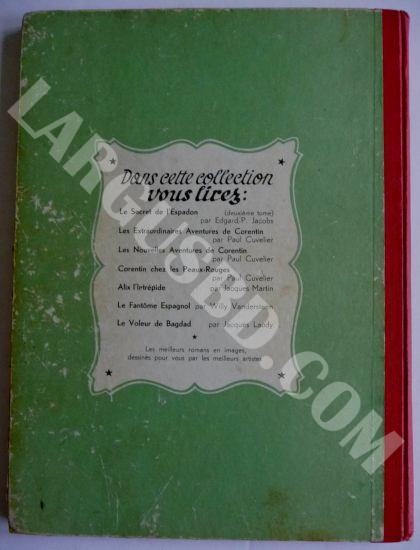 Dans cette collection
vous lirez:
Le Secret de l'Espadon (deuxième tome)
par Edgard-P. Jacobs
Les Extraordinaires Aventures de Corentin
par Paul Cuvelier
Les Nouvelles Aventures de Corentin
par Paul Cuvelier
Corentin chez les Peaux-Rouges
par Paul Cuvelier
Alix l'Intrépide par Jacques Martin
Le Fantôme Espagnol par Willy Vandersteen
Le Voleur de Bagdad par Jacques Laudy
Les meilleurs romans en images,
dessinés pour vous par les meilleurs artistes
LARGUSBD.COM